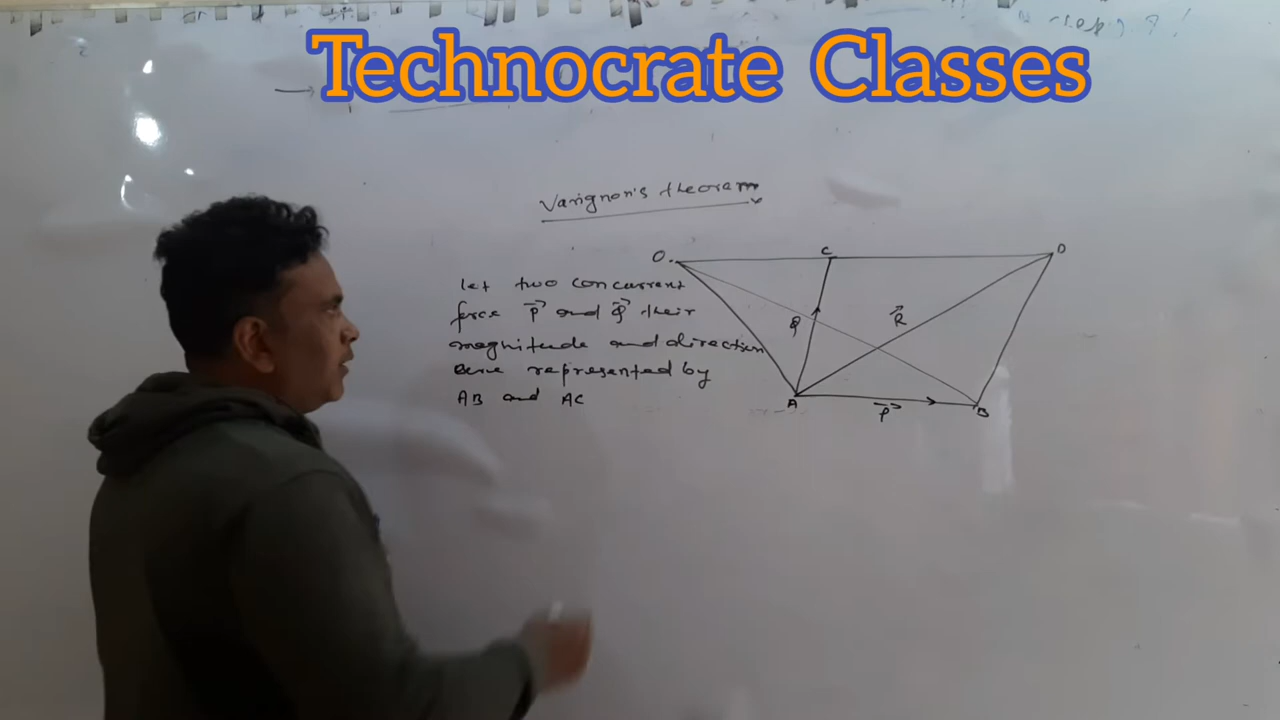 Technocrate Classes
Varignon's theorem
let two concurrent
force P and Q their
magnitude and direction
are represented by
AB and AC
O C D
Q R
A P B